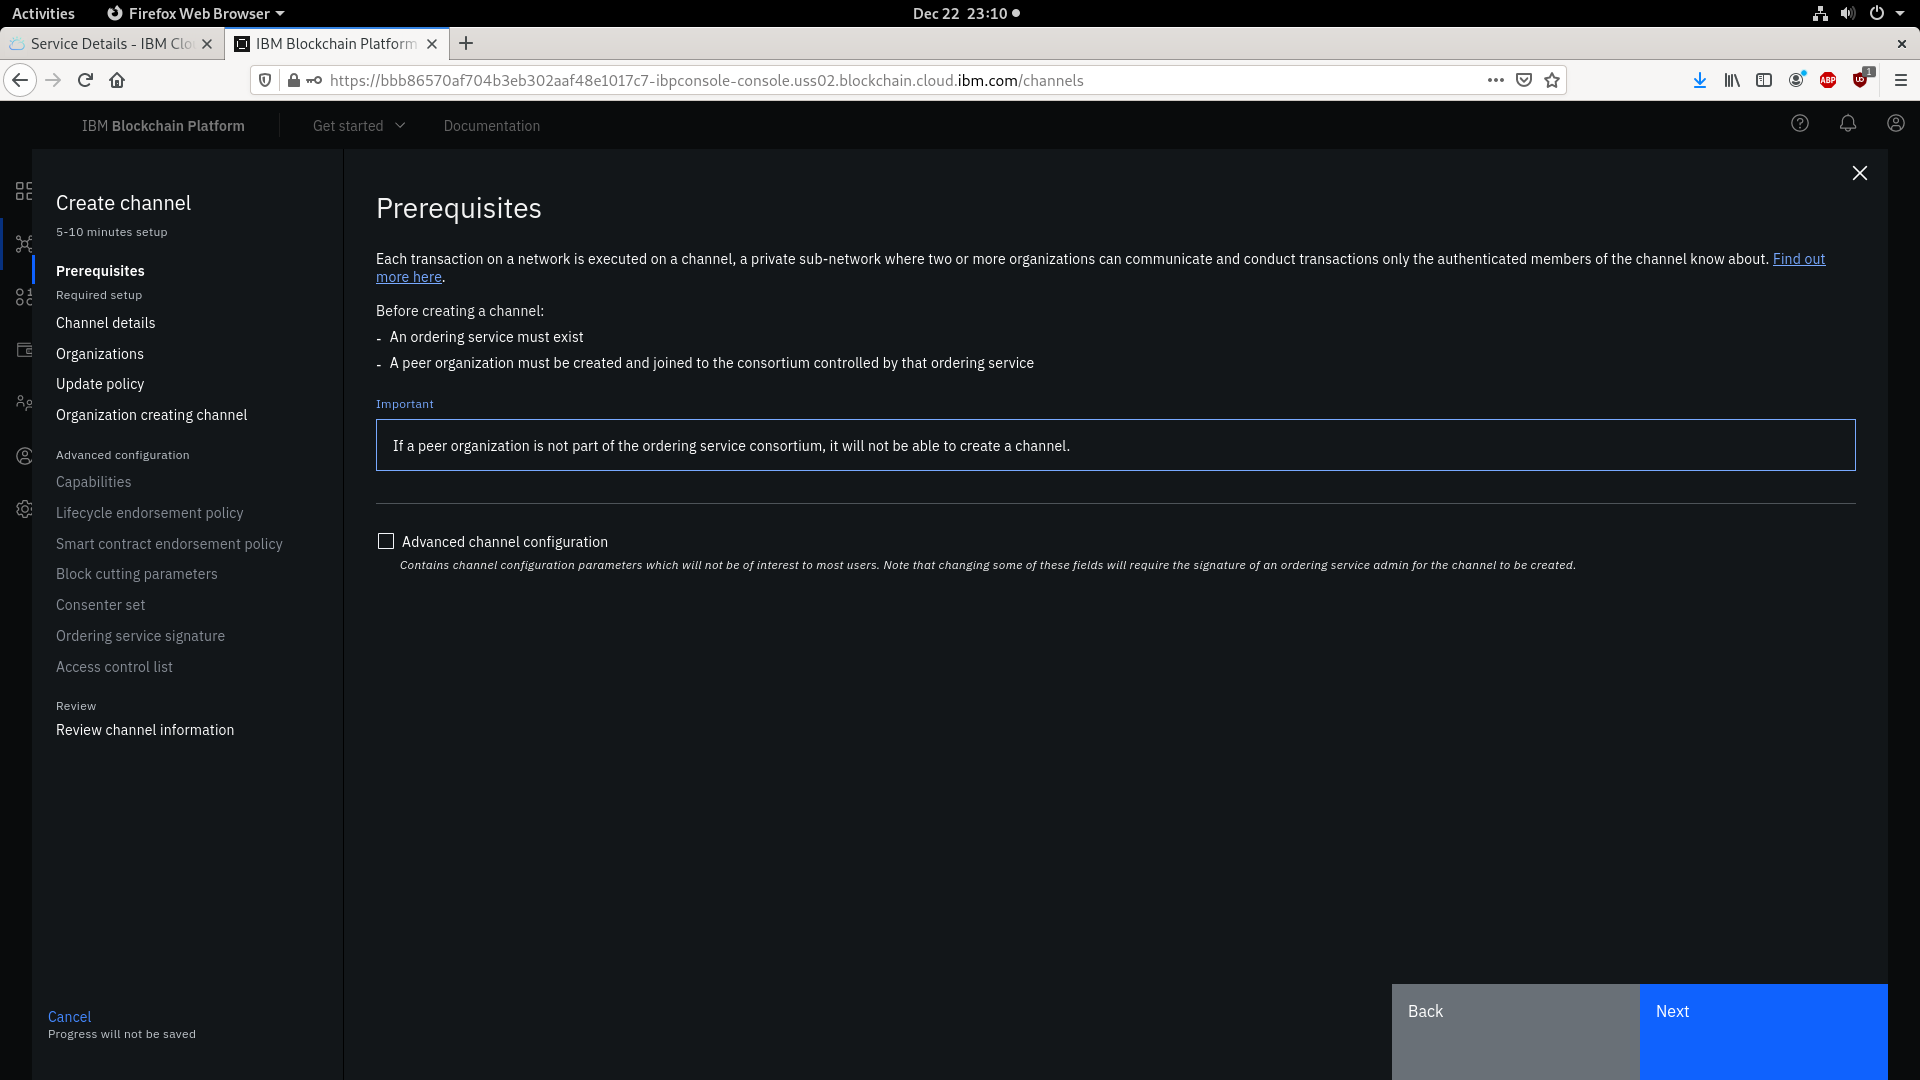 Activities
Firefox Web Browser
Dec 22 23:10
Service Details - IBM Clo
IBM Blockchain Platform
https://bbb86570af704b3eb302aaf48e1017c7-ibpconsole-console.uss02.blockchain.cloud.ibm.com/channels
ABP
1
IBM Blockchain Platform
Get started
Documentation
Create channel
5-10 minutes setup
Prerequisites
Required setup
Channel details
Organizations
Update policy
Organization creating channel
Advanced configuration
Capabilities
Lifecycle endorsement policy
Smart contract endorsement policy
Block cutting parameters
Consenter set
Ordering service signature
Access control list
Review
Review channel information
Cancel
Progress will not be saved
Prerequisites
Each transaction on a network is executed on a channel, a private sub-network where two or more organizations can communicate and conduct transactions only the authenticated members of the channel know about. Find out
more here.
Before creating a channel:
- An ordering service must exist
- A peer organization must be created and joined to the consortium controlled by that ordering service
Important
If a peer organization is not part of the ordering service consortium, it will not be able to create a channel.
Advanced channel configuration
Contains channel configuration parameters which will not be of interest to most users. Note that changing some of these fields will require the signature of an ordering service admin for the channel to be created.
Back
Next